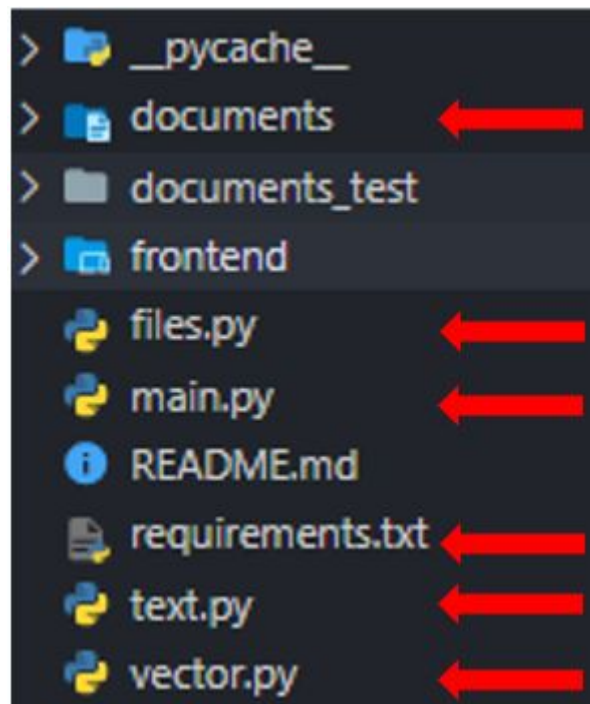 __pycache__
documents
documents_test
frontend
files.py
main.py
README.md
requirements.txt
text.py
vector.py